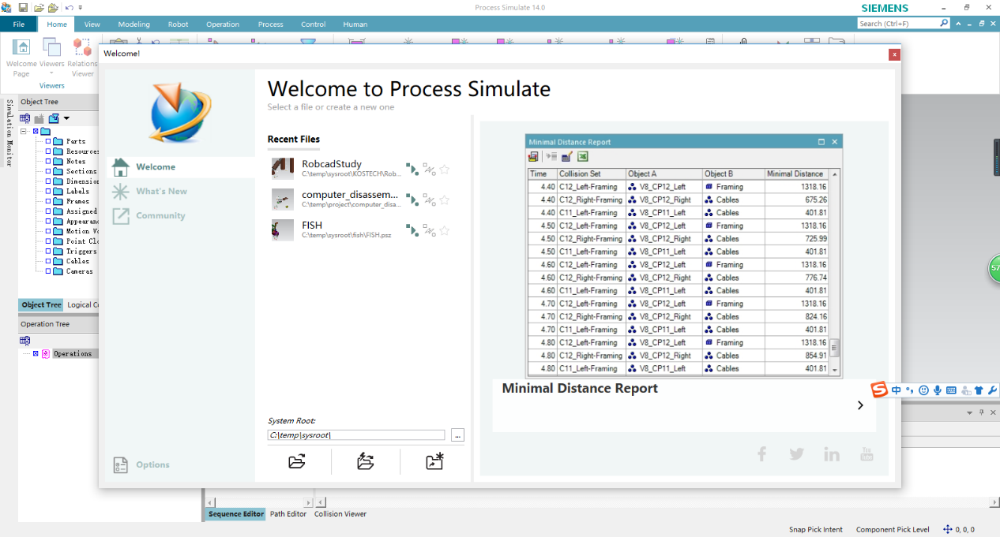 Process Simulate 14.0
SIEMENS
File Home View Modeling Robot Operation Process Control Human
Search (Ctrl+F)
Welcome Page
Viewers
Relations Viewer
Viewers
Simulation Monitor
Object Tree
Parts
Resources
Notes
Sections
Dimension
Labels
Frames
Assigned
Appearanc
Motion Vo
Point Clo
Triggers
Cables
Cameras
Object Tree Logical Co
Operation Tree
Operations
Welcome!
x
Welcome
What's New
Community
Options
Welcome to Process Simulate
Select a file or create a new one
Recent Files
RobcadStudy
C:\temp\sysroot\KOSTECH\Rob...
computer_disassem...
C:\temp\project\computer_disa...
FISH
C:\temp\sysroot\fish\FISH.psz
System Root:
C:\temp\sysroot\
...
Minimal Distance Report
Time Collision Set Object A Object B Minimal Distance
4.40 C12_Left-Framing V8_CP12_Left Framing 1318.16
4.40 C12_Right-Framing V8_CP12_Right Cables 675.26
4.40 C11_Left-Framing V8_CP11_Left Cables 401.81
4.50 C12_Left-Framing V8_CP12_Left Framing 1318.16
4.50 C12_Right-Framing V8_CP12_Right Cables 725.99
4.50 C11_Left-Framing V8_CP11_Left Cables 401.81
4.60 C12_Left-Framing V8_CP12_Left Framing 1318.16
4.60 C12_Right-Framing V8_CP12_Right Cables 776.74
4.60 C11_Left-Framing V8_CP11_Left Cables 401.81
4.70 C12_Left-Framing V8_CP12_Left Framing 1318.16
4.70 C12_Right-Framing V8_CP12_Right Cables 824.16
4.70 C11_Left-Framing V8_CP11_Left Cables 401.81
4.80 C12_Left-Framing V8_CP12_Left Framing 1318.16
4.80 C12_Right-Framing V8_CP12_Right Cables 854.91
4.80 C11_Left-Framing V8_CP11_Left Cables 401.81
Minimal Distance Report
You Tube
57
S 中
Sequence Editor Path Editor Collision Viewer
Snap Pick Intent Component Pick Level 0, 0, 0